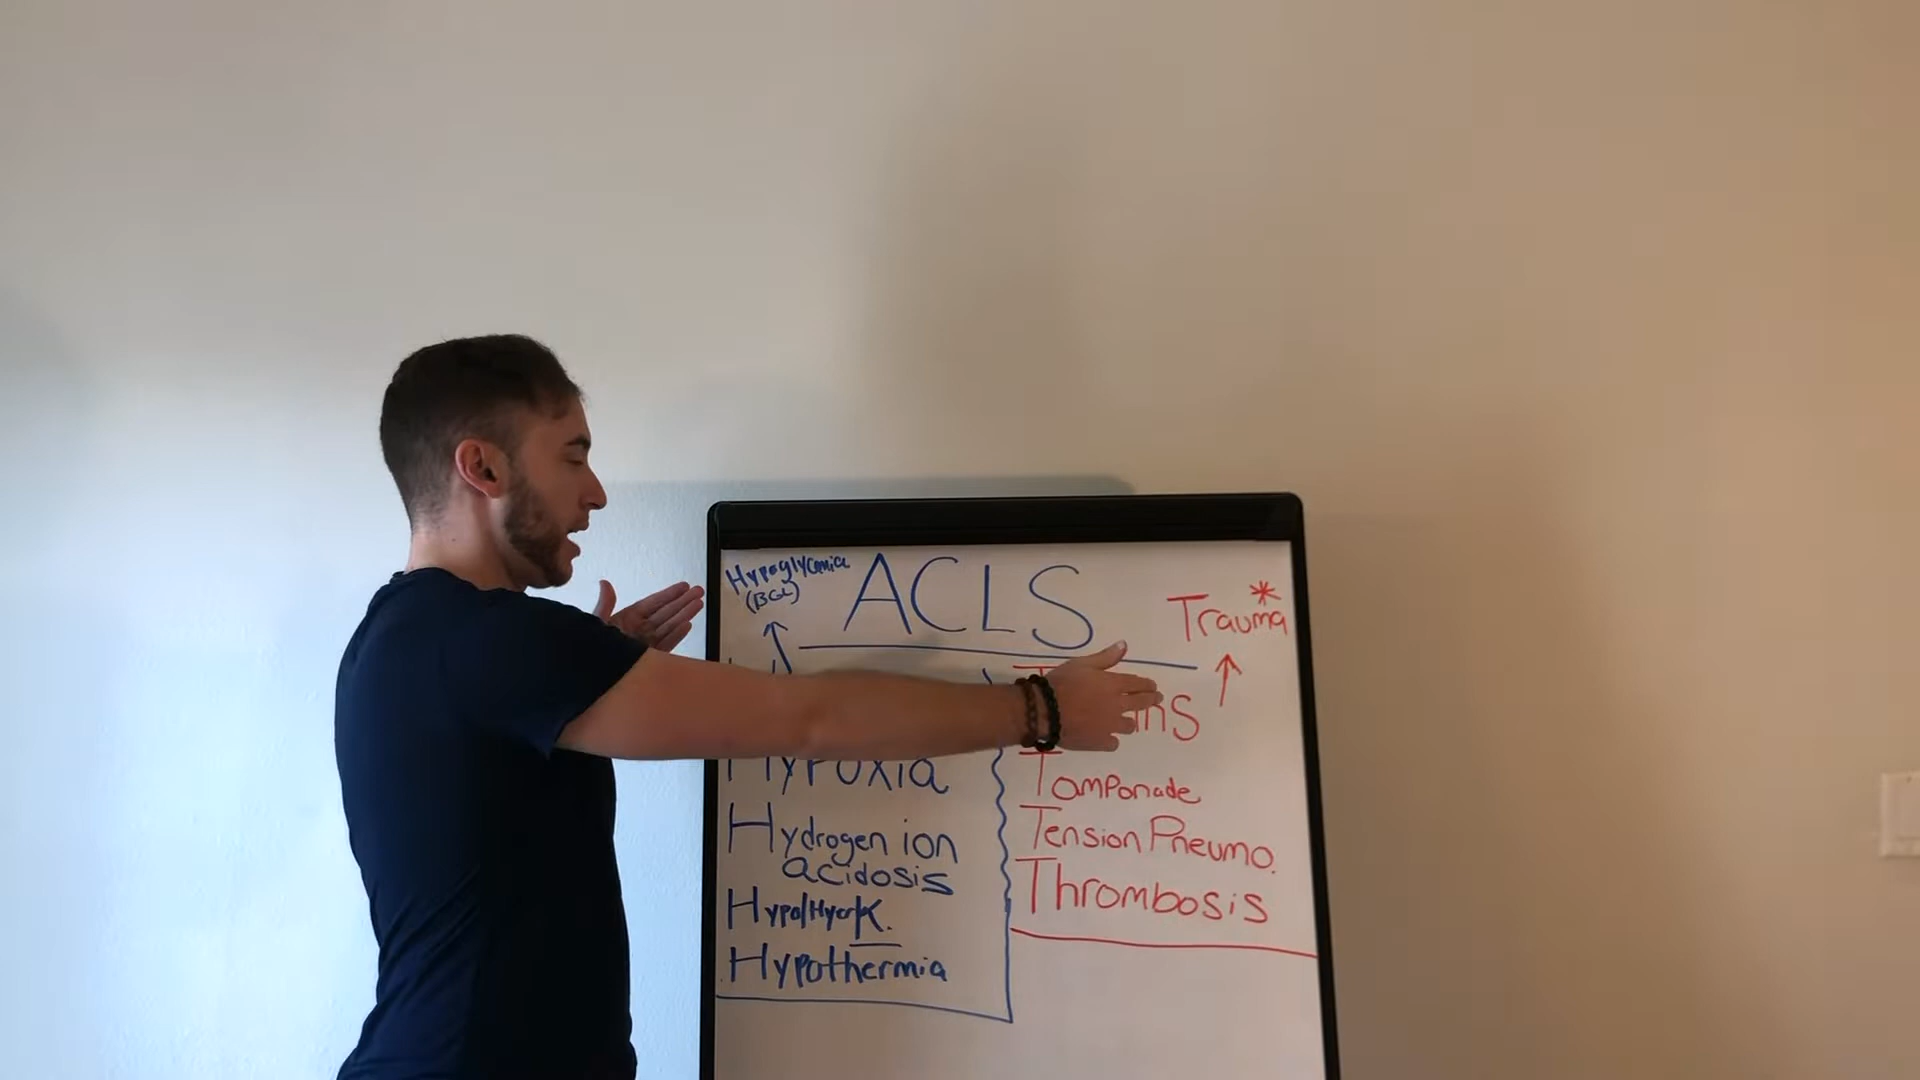 Hypoglycemia
(BGL)
ACLS
Trauma*
Hypoxia
Hydrogen ion
acidosis
Hypo/Hyper K.
Hypothermia
Tamponade
Tension Pneumo.
Thrombosis